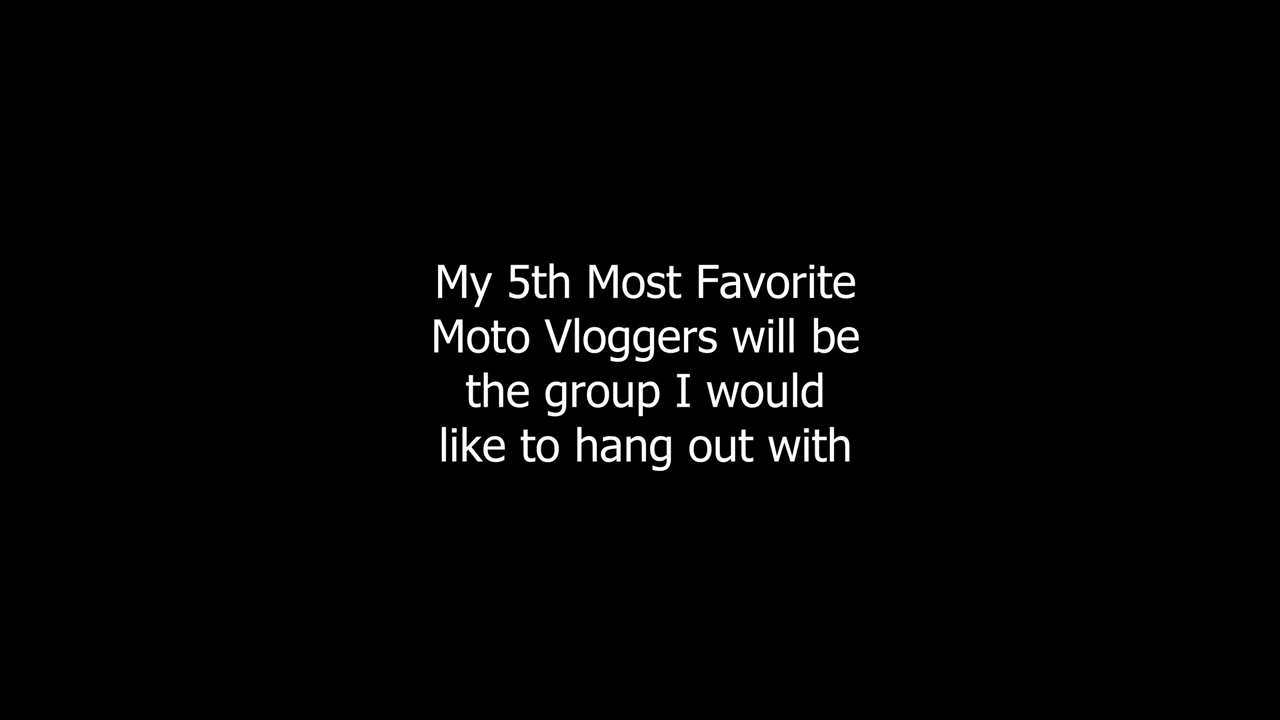 My 5th Most Favorite
Moto Vloggers will be
the group I would
like to hang out with